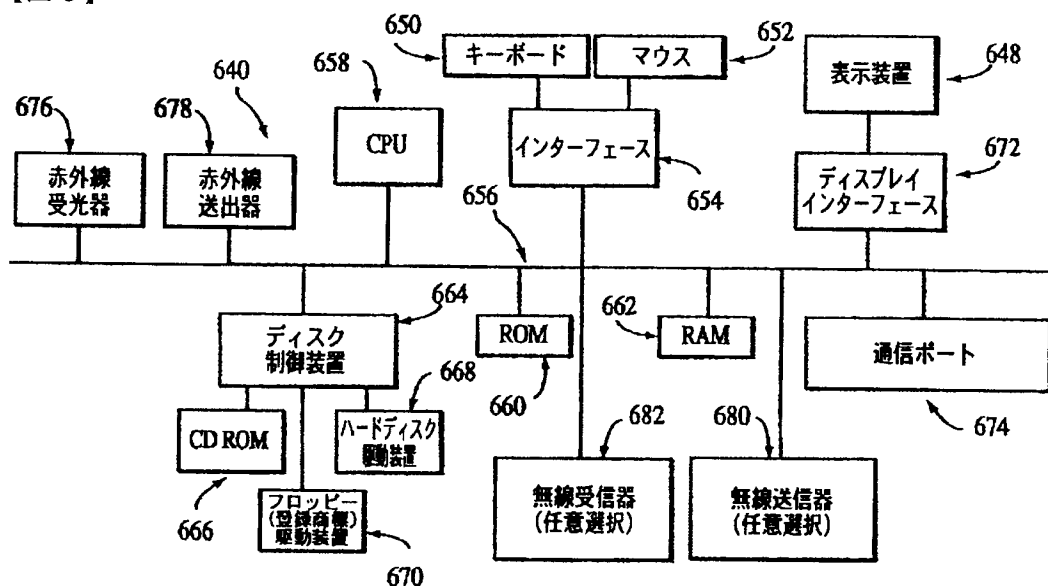 650
キーボード
マウス
652
658
640
表示装置
648
676
678
CPU
インターフェース
赤外線
受光器
赤外線
送出器
654
ディスプレイ
インターフェース
672
656
664
ディスク
制御装置
ROM
660
662
RAM
通信ポート
674
668
CD ROM
666
ハードディスク
駆動装置
フロッピー
(登録商標)
駆動装置
670
682
無線受信器
(任意選択)
680
無線送信器
(任意選択)